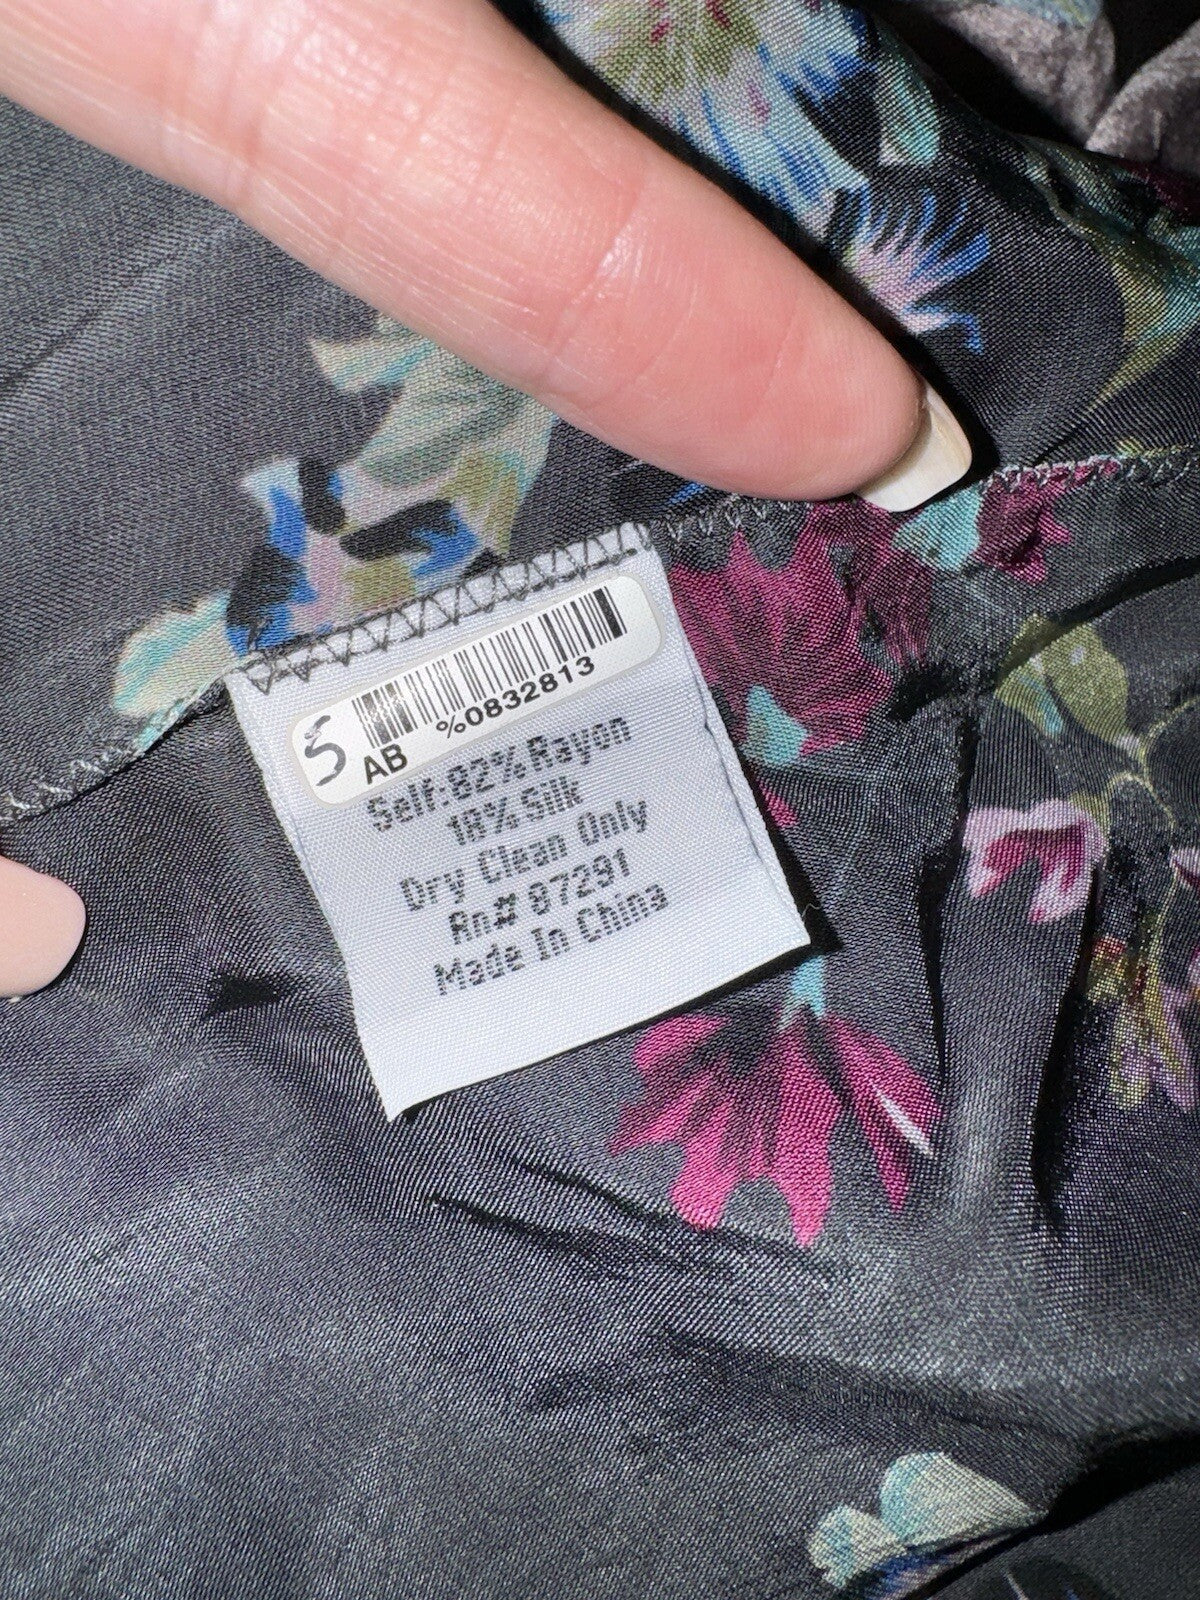 S
AB %0832813
Self:82% Rayon
18% Silk
Dry Clean Only
Rn# 87291
Made In China